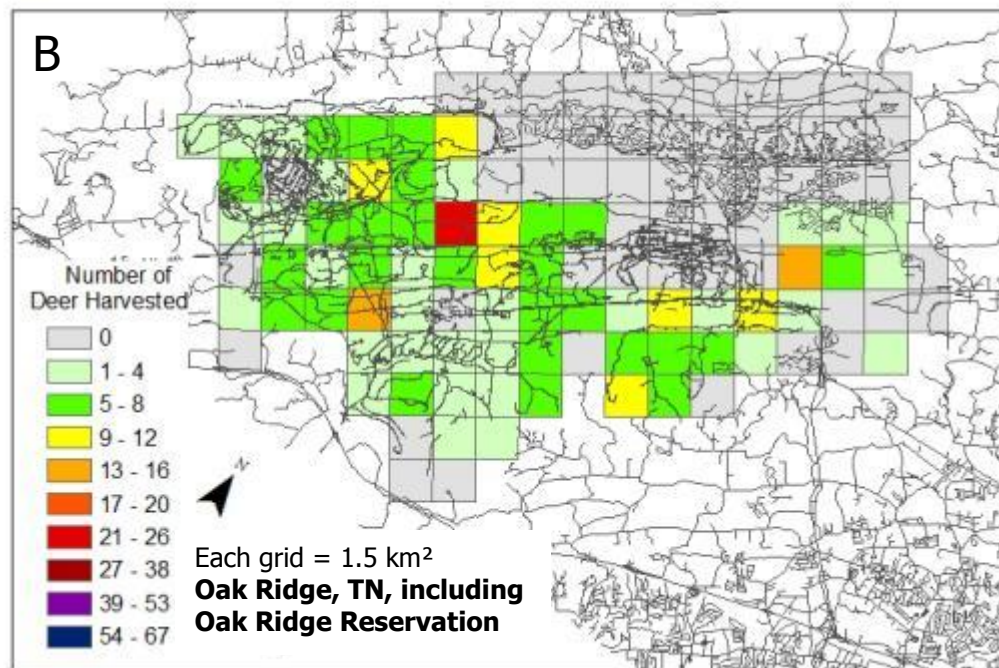 B
Number of
Deer Harvested
0
1 - 4
5 - 8
9 - 12
13 - 16
17 - 20
21 - 26
27 - 38
39 - 53
54 - 67
N
Each grid = 1.5 km²
Oak Ridge, TN, including
Oak Ridge Reservation